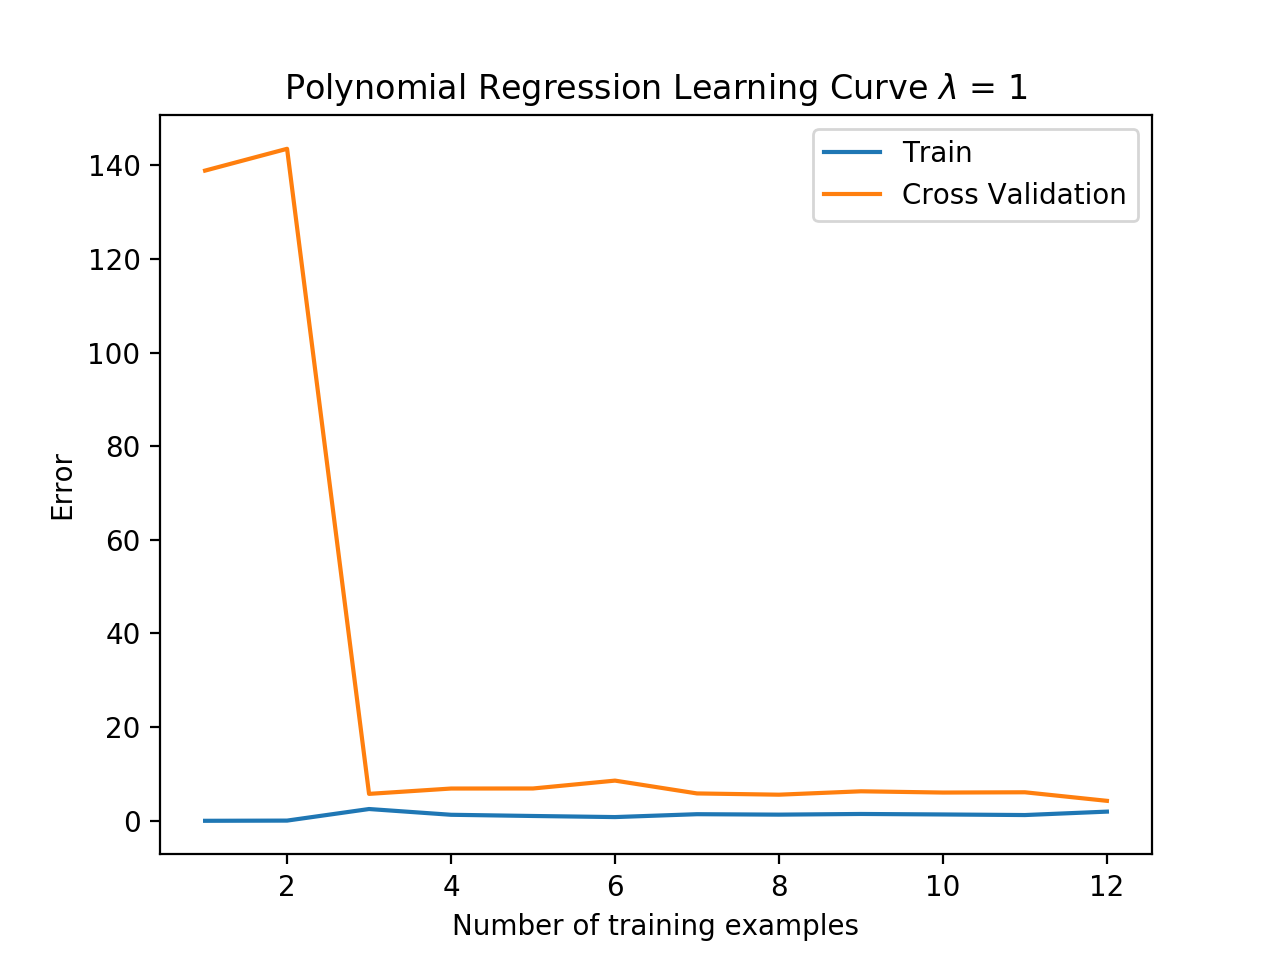 Polynomial Regression Learning Curve λ = 1
Train
Cross Validation
140
120
100
80
60
40
20
0
Error
2 4 6 8 10 12
Number of training examples